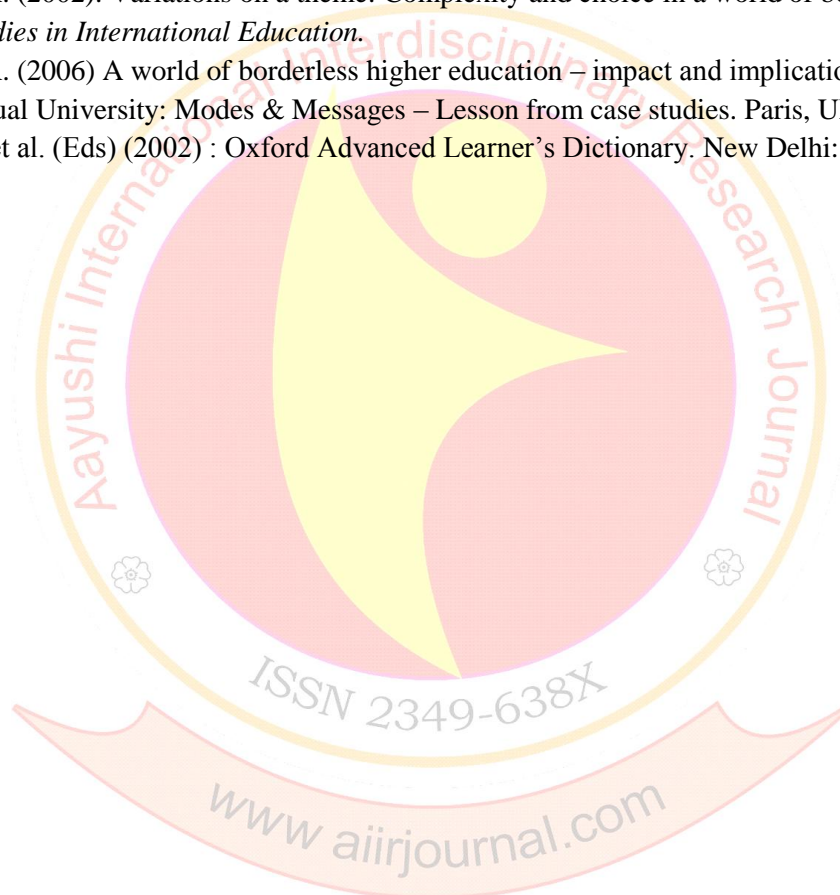 (2002). Variations on a theme: Complexity and choice in a world of
dies in International Education.
. (2006) A world of borderless higher education – impact and implicatio
ual University: Modes & Messages – Lesson from case studies. Paris, U
et al. (Eds) (2002) : Oxford Advanced Learner’s Dictionary. New Delhi:
Aayushi International Interdisciplinary Research Journal
ISSN 2349-638X
www aiirjournal.com